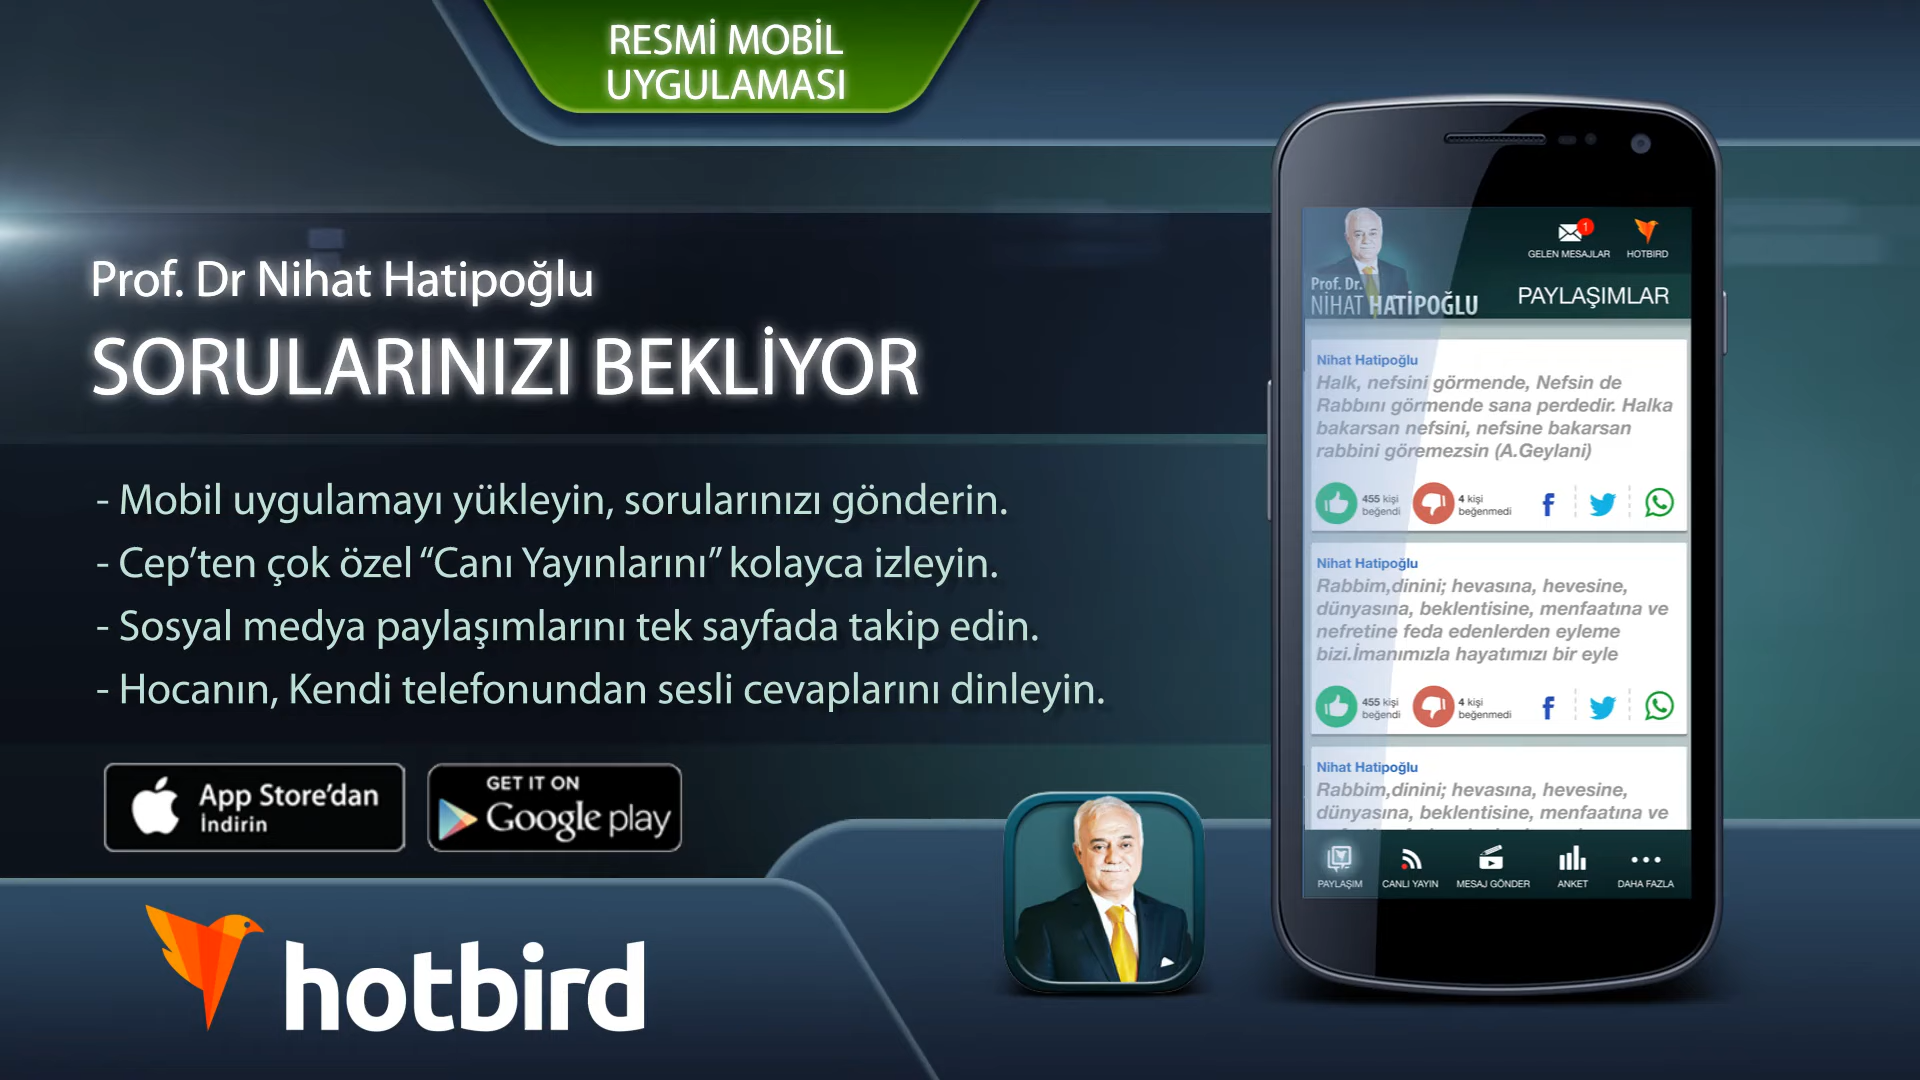 RESMİ MOBİL
UYGULAMASI
Prof. Dr Nihat Hatipoğlu
SORULARINIZI BEKLİYOR
- Mobil uygulamayı yükleyin, sorularınızı gönderin.
- Cep’ten çok özel “Canı Yayınlarını” kolayca izleyin.
- Sosyal medya paylaşımlarını tek sayfada takip edin.
- Hocanın, Kendi telefonundan sesli cevaplarını dinleyin.
App Store’dan
İndirin
GET IT ON
Google play
hotbird
1
GELEN MESAJLAR HOTBIRD
Prof. Dr.
NİHAT HATİPOĞLU
PAYLAŞIMLAR
Nihat Hatipoğlu
Halk, nefsini görmende, Nefsin de
Rabbını görmende sana perdedir. Halka
bakarsan nefsini, nefsine bakarsan
rabbini göremezsin (A.Geylani)
455 kişi
beğendi
4 kişi
beğenmedi
Nihat Hatipoğlu
Rabbim,dinini; hevasına, hevesine,
dünyasına, beklentisine, menfaatına ve
nefretine feda edenlerden eyleme
bizi.İmanımızla hayatımızı bir eyle
455 kişi
beğendi
4 kişi
beğenmedi
Nihat Hatipoğlu
Rabbim,dinini; hevasına, hevesine,
dünyasına, beklentisine, menfaatına ve
PAYLAŞIM CANLI YAYIN MESAJ GÖNDER ANKET DAHA FAZLA